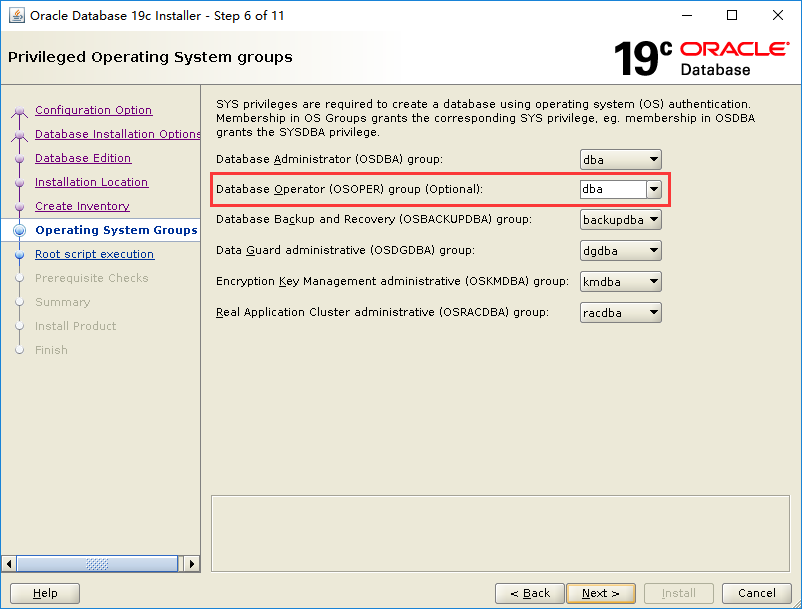 Oracle Database 19c Installer - Step 6 of 11
Privileged Operating System groups
19c ORACLE
Database
Configuration Option
Database Installation Options
Database Edition
Installation Location
Create Inventory
Operating System Groups
Root script execution
Prerequisite Checks
Summary
Install Product
Finish
SYS privileges are required to create a database using operating system (OS) authentication.
Membership in OS Groups grants the corresponding SYS privilege, eg. membership in OSDBA
grants the SYSDBA privilege.
Database Administrator (OSDBA) group: dba
Database Operator (OSOPER) group (Optional): dba
Database Backup and Recovery (OSBACKUPDBA) group: backupdba
Data Guard administrative (OSDGDBA) group: dgdba
Encryption Key Management administrative (OSKMDBA) group: kmdba
Real Application Cluster administrative (OSRACDBA) group: racdba
Help
< Back
Next >
Install
Cancel